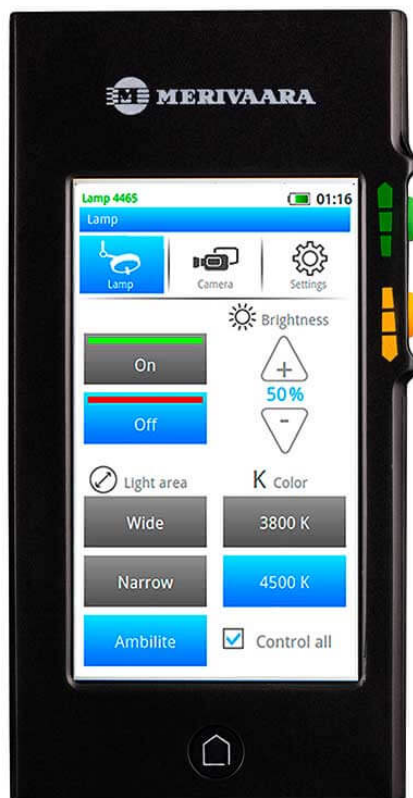 M MERIVAARA
Lamp 4465 01:16
Lamp
Lamp Camera Settings
Brightness
On
+
50%
Off
-
Light area K Color
Wide 3800 K
Narrow 4500 K
Ambilite Control all